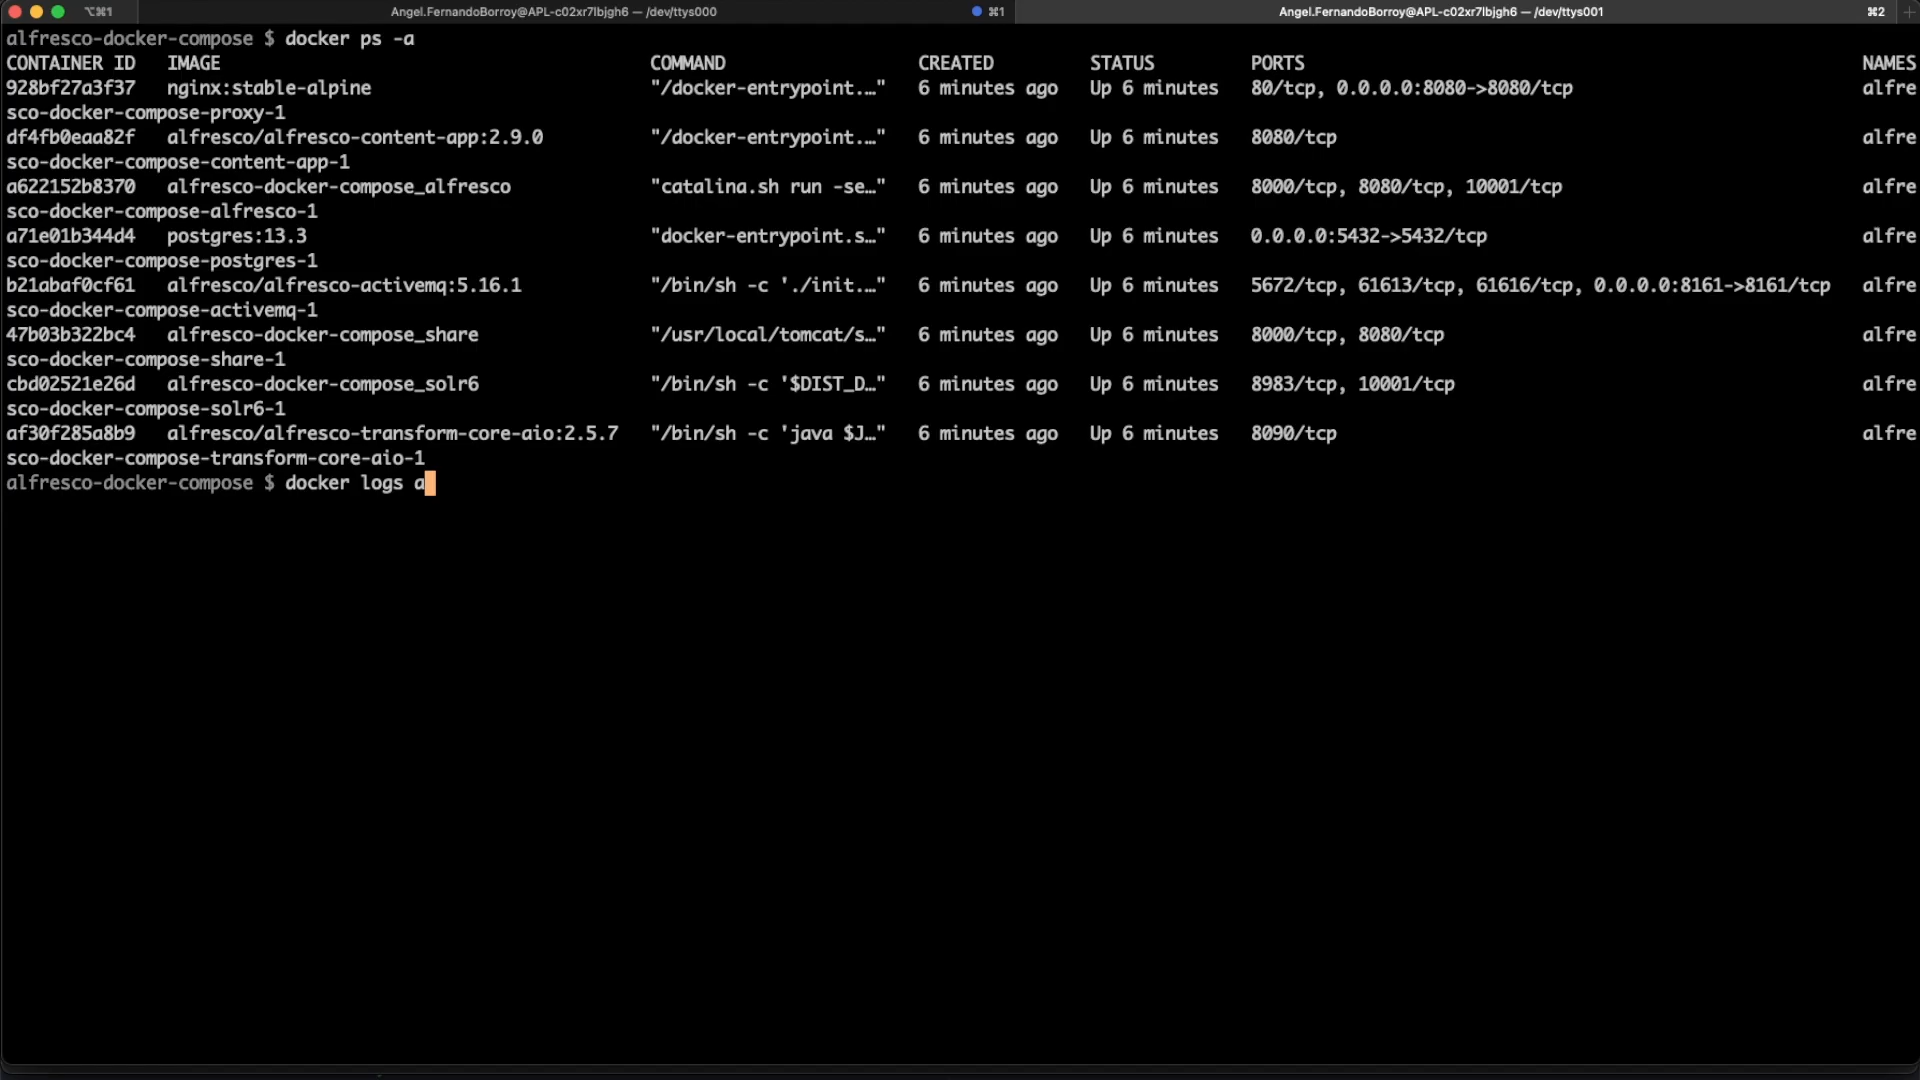 ⌥⌘1 Angel.FernandoBorroy@APL-c02xr7lbjgh6 — /dev/ttys000 ⌘1 Angel.FernandoBorroy@APL-c02xr7lbjgh6 — /dev/ttys001 ⌘2
alfresco-docker-compose $ docker ps -a
CONTAINER ID IMAGE COMMAND CREATED STATUS PORTS NAMES
928bf27a3f37 nginx:stable-alpine "/docker-entrypoint.…" 6 minutes ago Up 6 minutes 80/tcp, 0.0.0.0:8080->8080/tcp alfre
sco-docker-compose-proxy-1
df4fb0eaa82f alfresco/alfresco-content-app:2.9.0 "/docker-entrypoint.…" 6 minutes ago Up 6 minutes 8080/tcp alfre
sco-docker-compose-content-app-1
a622152b8370 alfresco-docker-compose_alfresco "catalina.sh run -se…" 6 minutes ago Up 6 minutes 8000/tcp, 8080/tcp, 10001/tcp alfre
sco-docker-compose-alfresco-1
a71e01b344d4 postgres:13.3 "docker-entrypoint.s…" 6 minutes ago Up 6 minutes 0.0.0.0:5432->5432/tcp alfre
sco-docker-compose-postgres-1
b21abaf0cf61 alfresco/alfresco-activemq:5.16.1 "/bin/sh -c './init.…" 6 minutes ago Up 6 minutes 5672/tcp, 61613/tcp, 61616/tcp, 0.0.0.0:8161->8161/tcp alfre
sco-docker-compose-activemq-1
47b03b322bc4 alfresco-docker-compose_share "/usr/local/tomcat/s…" 6 minutes ago Up 6 minutes 8000/tcp, 8080/tcp alfre
sco-docker-compose-share-1
cbd02521e26d alfresco-docker-compose_solr6 "/bin/sh -c '$DIST_D…" 6 minutes ago Up 6 minutes 8983/tcp, 10001/tcp alfre
sco-docker-compose-solr6-1
af30f285a8b9 alfresco/alfresco-transform-core-aio:2.5.7 "/bin/sh -c 'java $J…" 6 minutes ago Up 6 minutes 8090/tcp alfre
sco-docker-compose-transform-core-aio-1
alfresco-docker-compose $ docker logs a